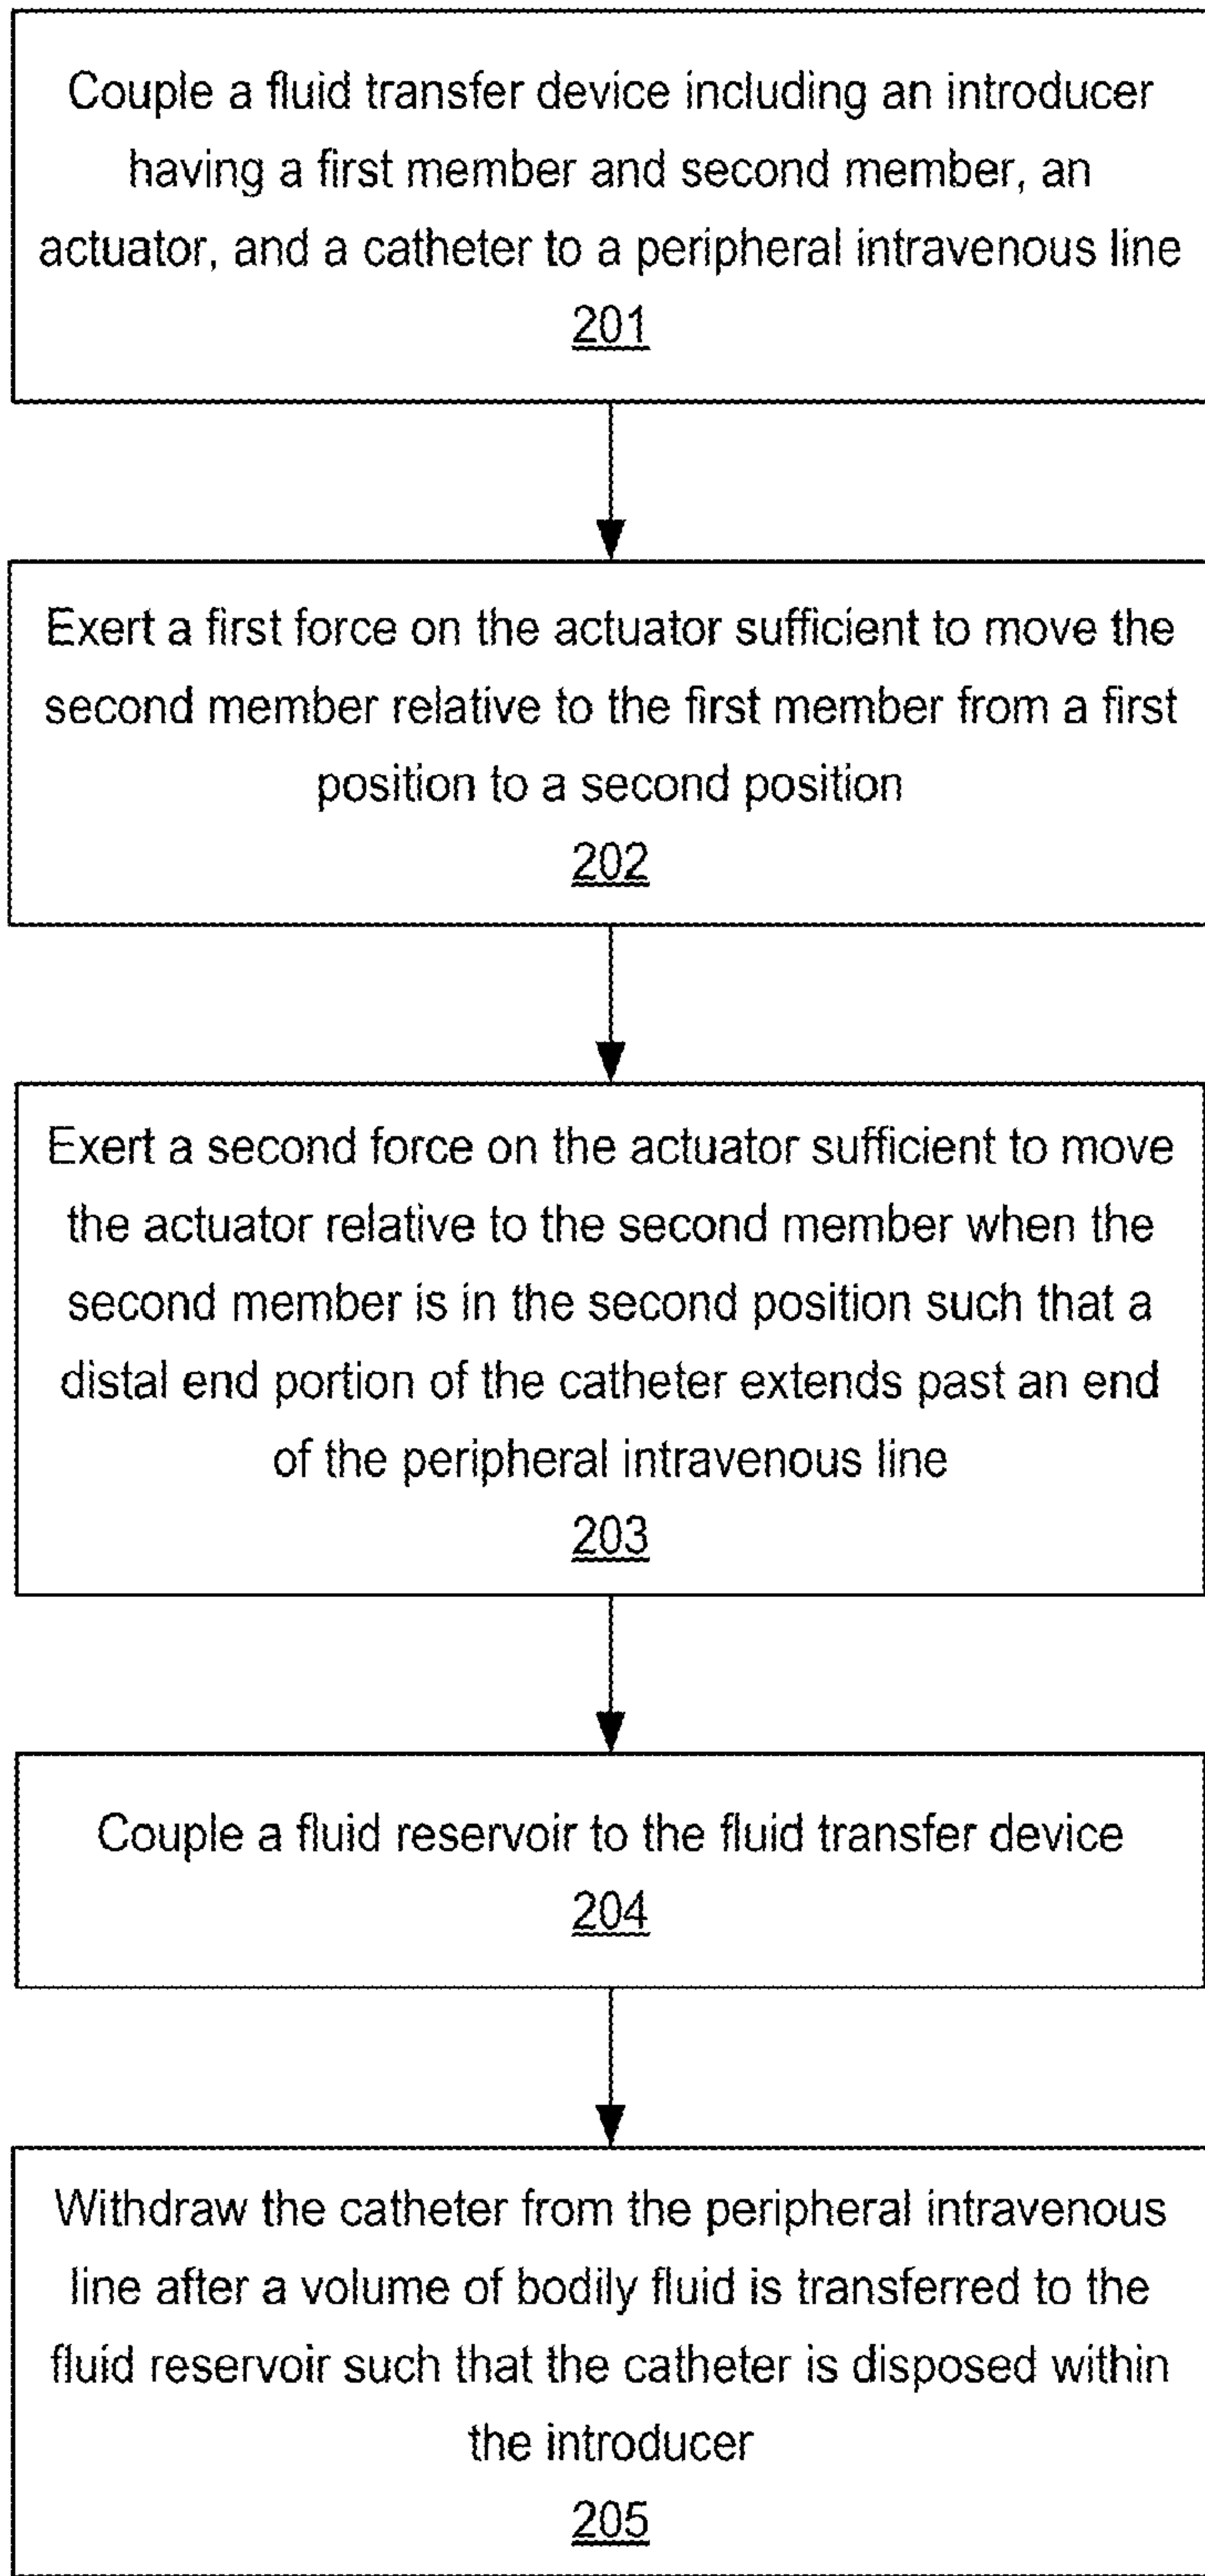 Couple a fluid transfer device including an introducer
having a first member and second member, an
actuator, and a catheter to a peripheral intravenous line
201
Exert a first force on the actuator sufficient to move the
second member relative to the first member from a first
position to a second position
202
Exert a second force on the actuator sufficient to move
the actuator relative to the second member when the
second member is in the second position such that a
distal end portion of the catheter extends past an end
of the peripheral intravenous line
203
Couple a fluid reservoir to the fluid transfer device
204
Withdraw the catheter from the peripheral intravenous
line after a volume of bodily fluid is transferred to the
fluid reservoir such that the catheter is disposed within
the introducer
205